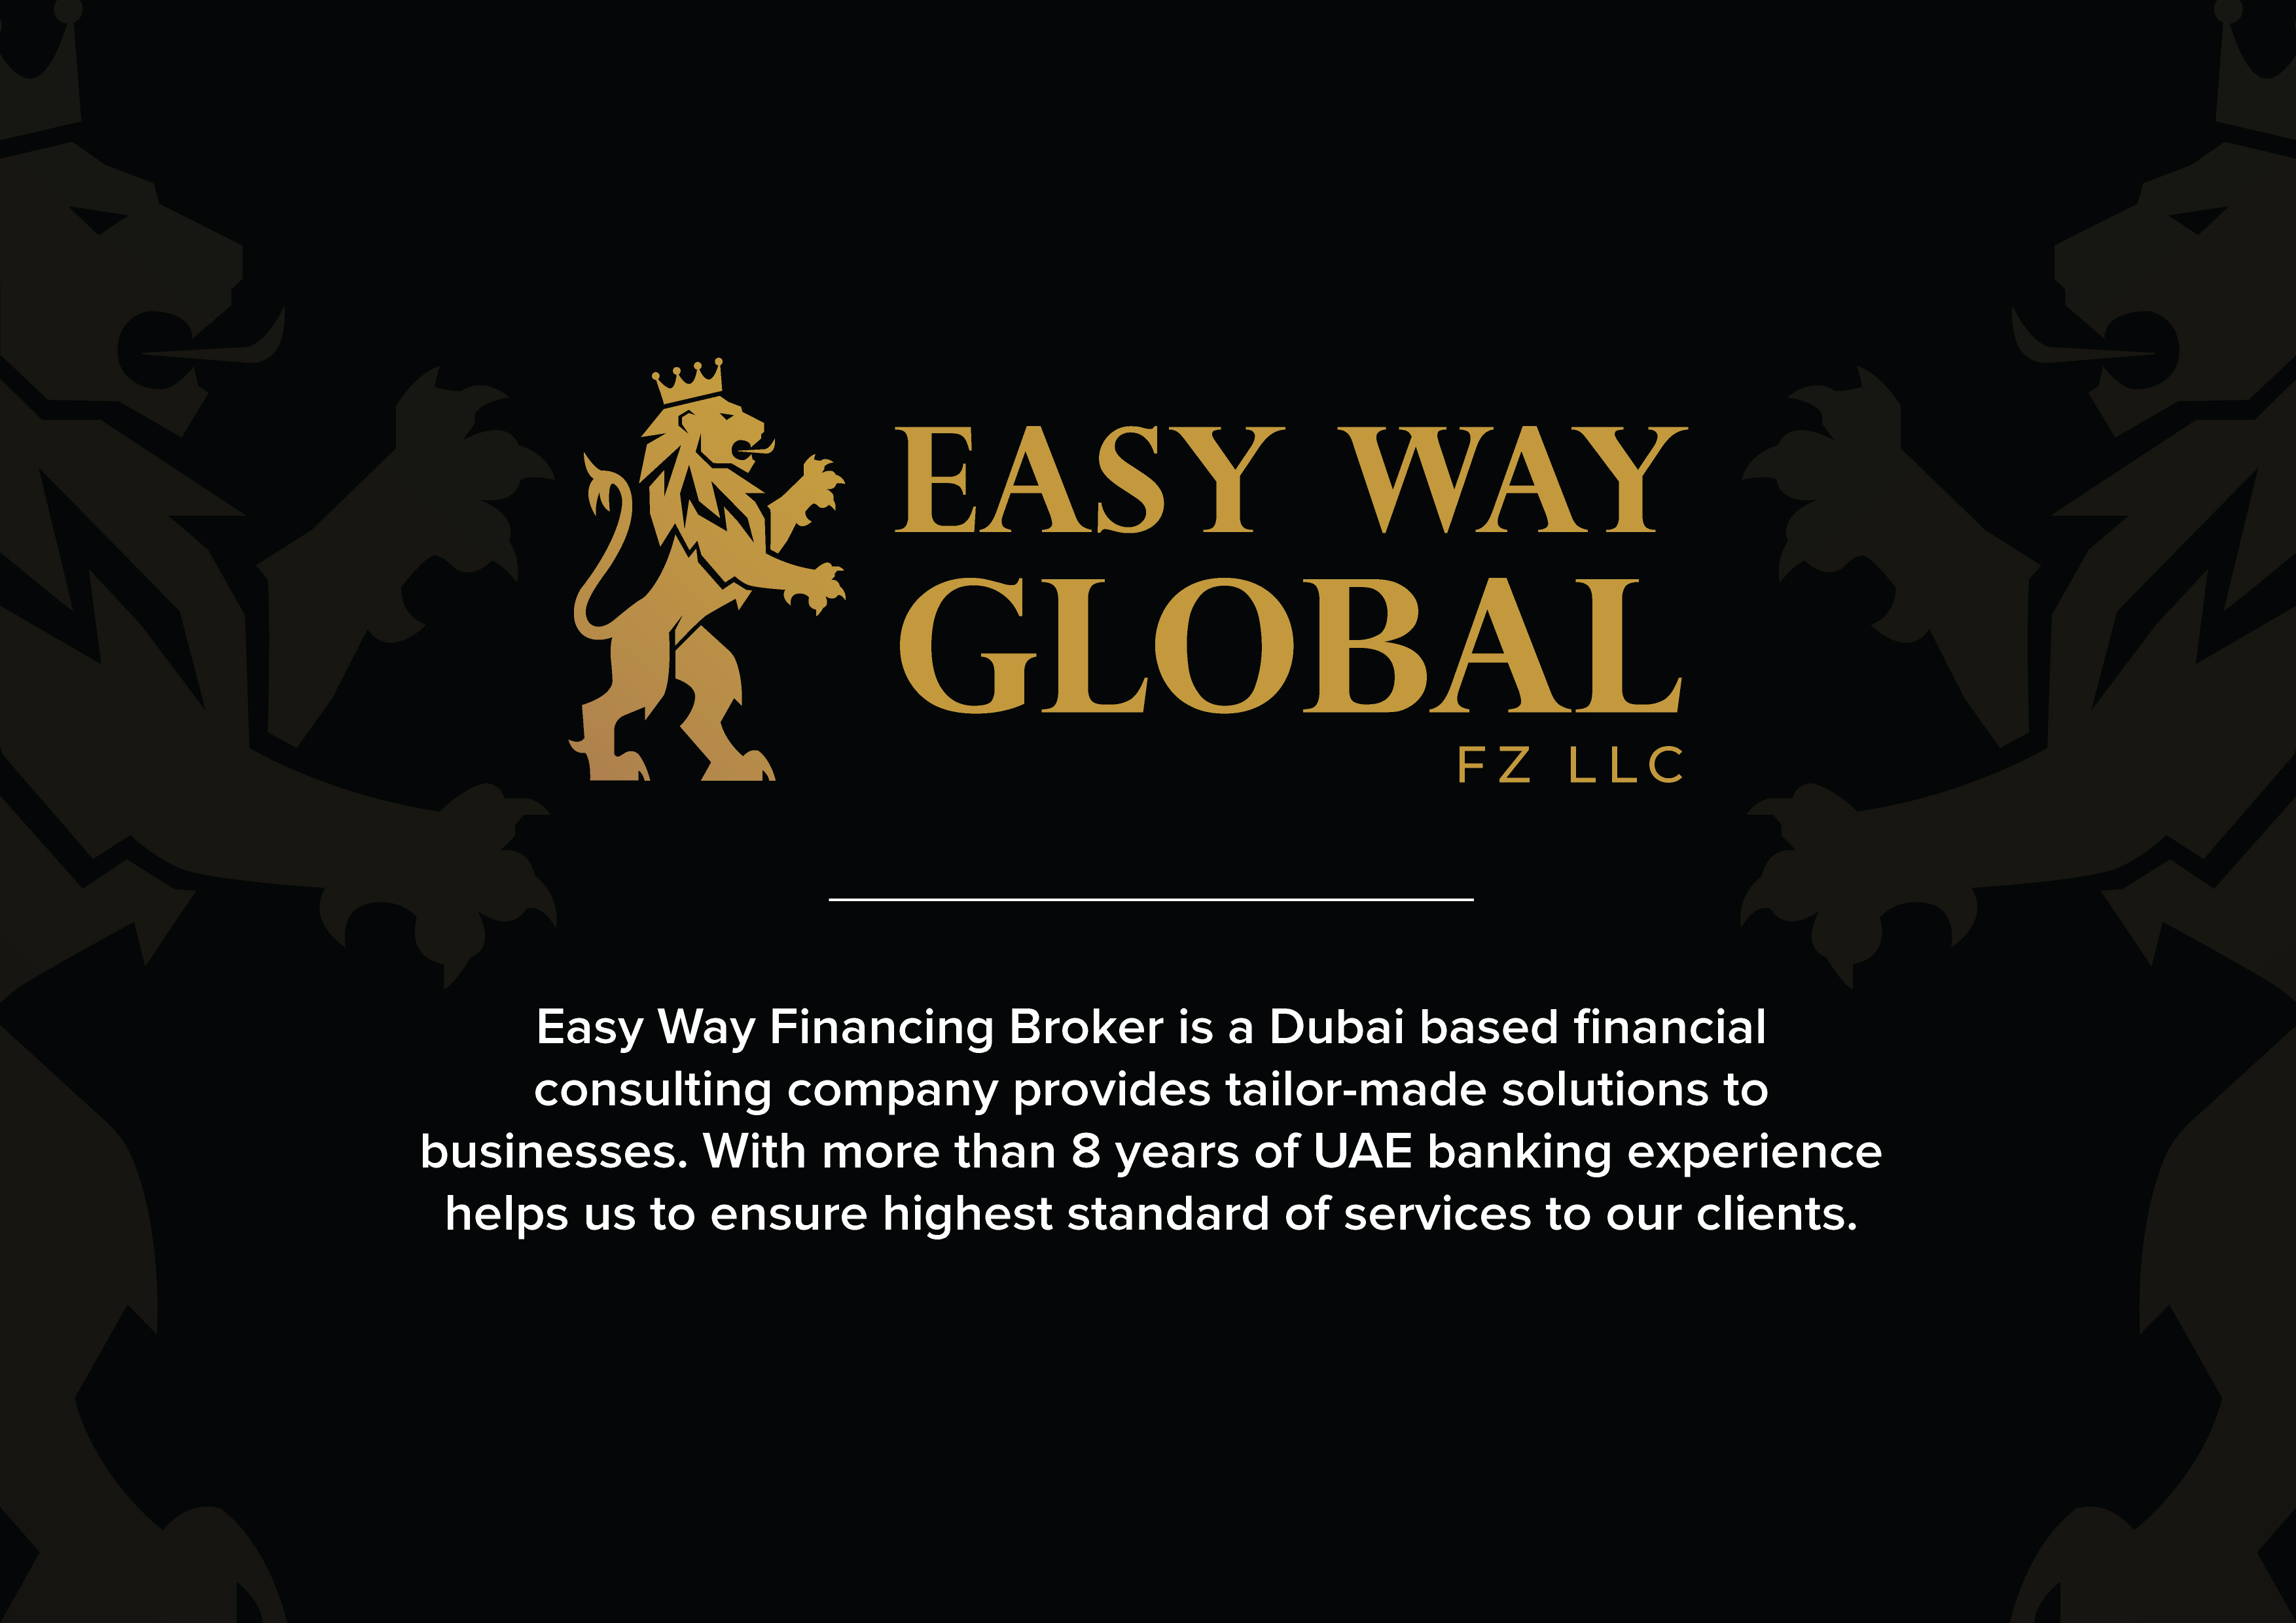 EASY WAY
GLOBAL
FZ LLC
Easy Way Financing Broker is a Dubai based financial
consulting company provides tailor-made solutions to
businesses. With more than 8 years of UAE banking experience
helps us to ensure highest standard of services to our clients.